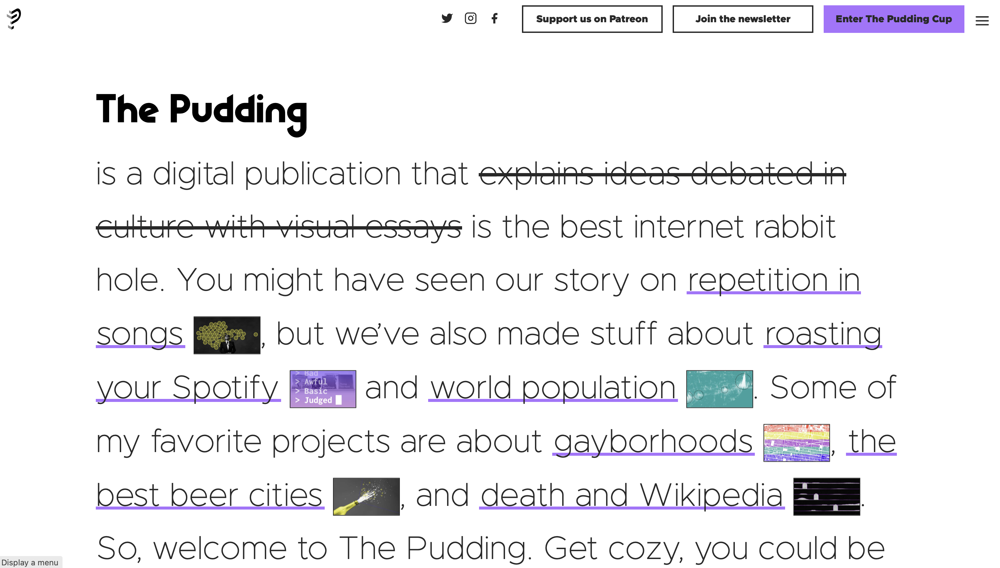 Support us on Patreon
Join the newsletter
Enter The Pudding Cup
The Pudding
is a digital publication that explains ideas debated in
culture with visual essays is the best internet rabbit
hole. You might have seen our story on repetition in
songs , but we’ve also made stuff about roasting
> Bad
> Awful
> Basic
> Judged
your Spotify and world population . Some of
my favorite projects are about gayborhoods , the
best beer cities , and death and Wikipedia .
So, welcome to The Pudding. Get cozy, you could be
Display a menu